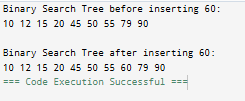 Binary Search Tree before inserting 60:
10 12 15 20 45 50 55 79 90
Binary Search Tree after inserting 60:
10 12 15 20 45 50 55 60 79 90
=== Code Execution Successful ===